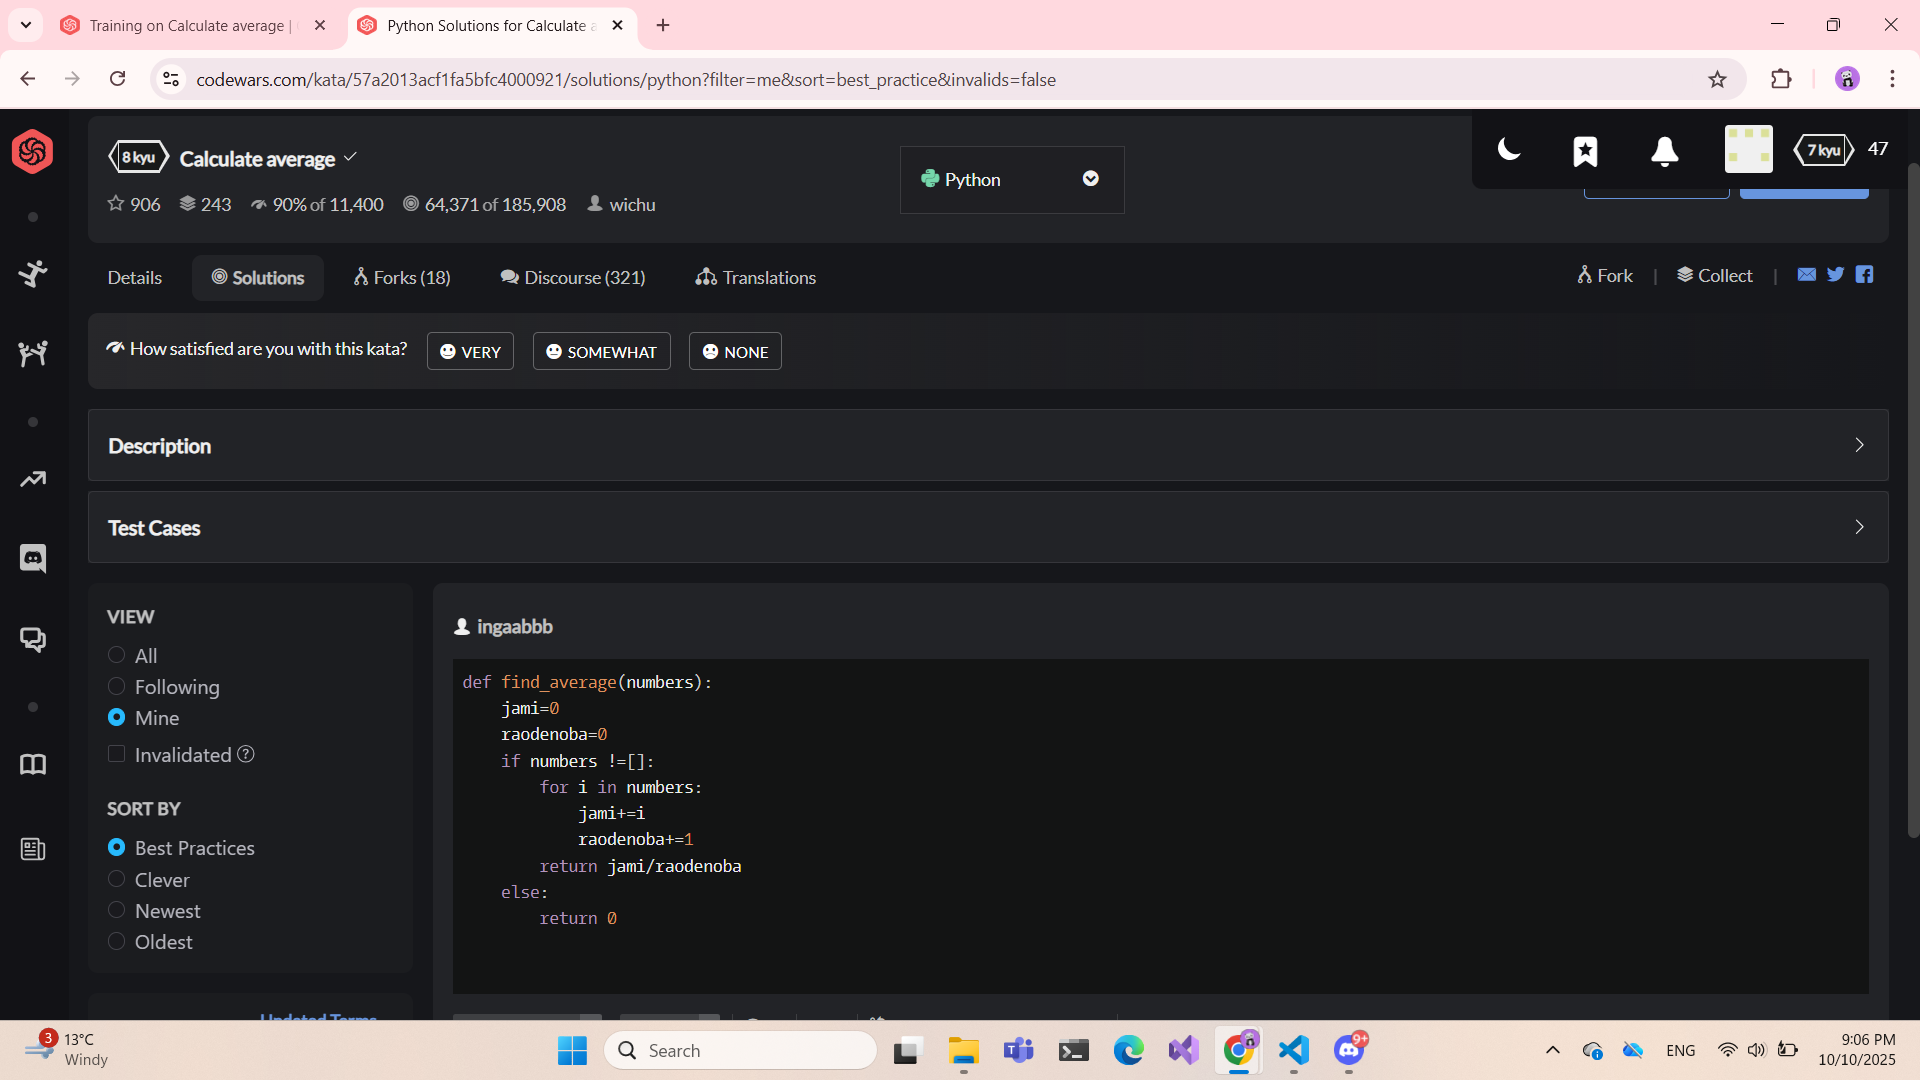 Training on Calculate average |
Python Solutions for Calculate a
codewars.com/kata/57a2013acf1fa5bfc4000921/solutions/python?filter=me&sort=best_practice&invalids=false
8 kyu Calculate average
906 243 90% of 11,400 64,371 of 185,908 wichu
Python
7 kyu 47
Details Solutions Forks (18) Discourse (321) Translations
Fork | Collect |
How satisfied are you with this kata? VERY SOMEWHAT NONE
Description
Test Cases
VIEW
All
Following
Mine
Invalidated
SORT BY
Best Practices
Clever
Newest
Oldest
Updated Terms
ingaabbb
def find_average(numbers):
    jami=0
    raodenoba=0
    if numbers !=[]:
        for i in numbers:
            jami+=i
            raodenoba+=1
        return jami/raodenoba
    else:
        return 0
3
13°C
Windy
Search
9+
ENG
9:06 PM
10/10/2025